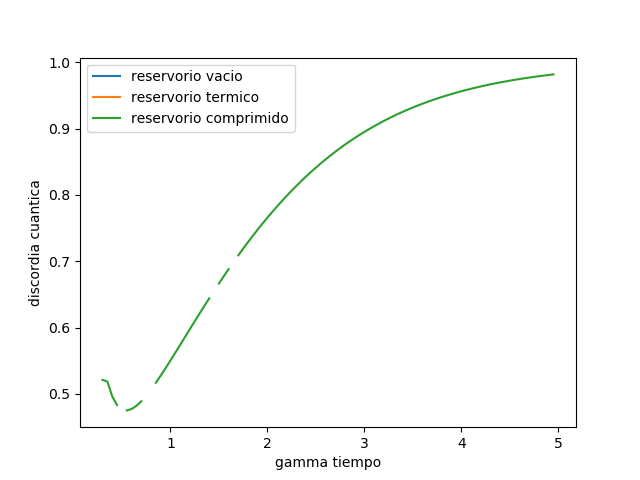 1.0
0.9
0.8
0.7
0.6
0.5
discordia cuantica
reservorio vacio
reservorio termico
reservorio comprimido
1 2 3 4 5
gamma tiempo